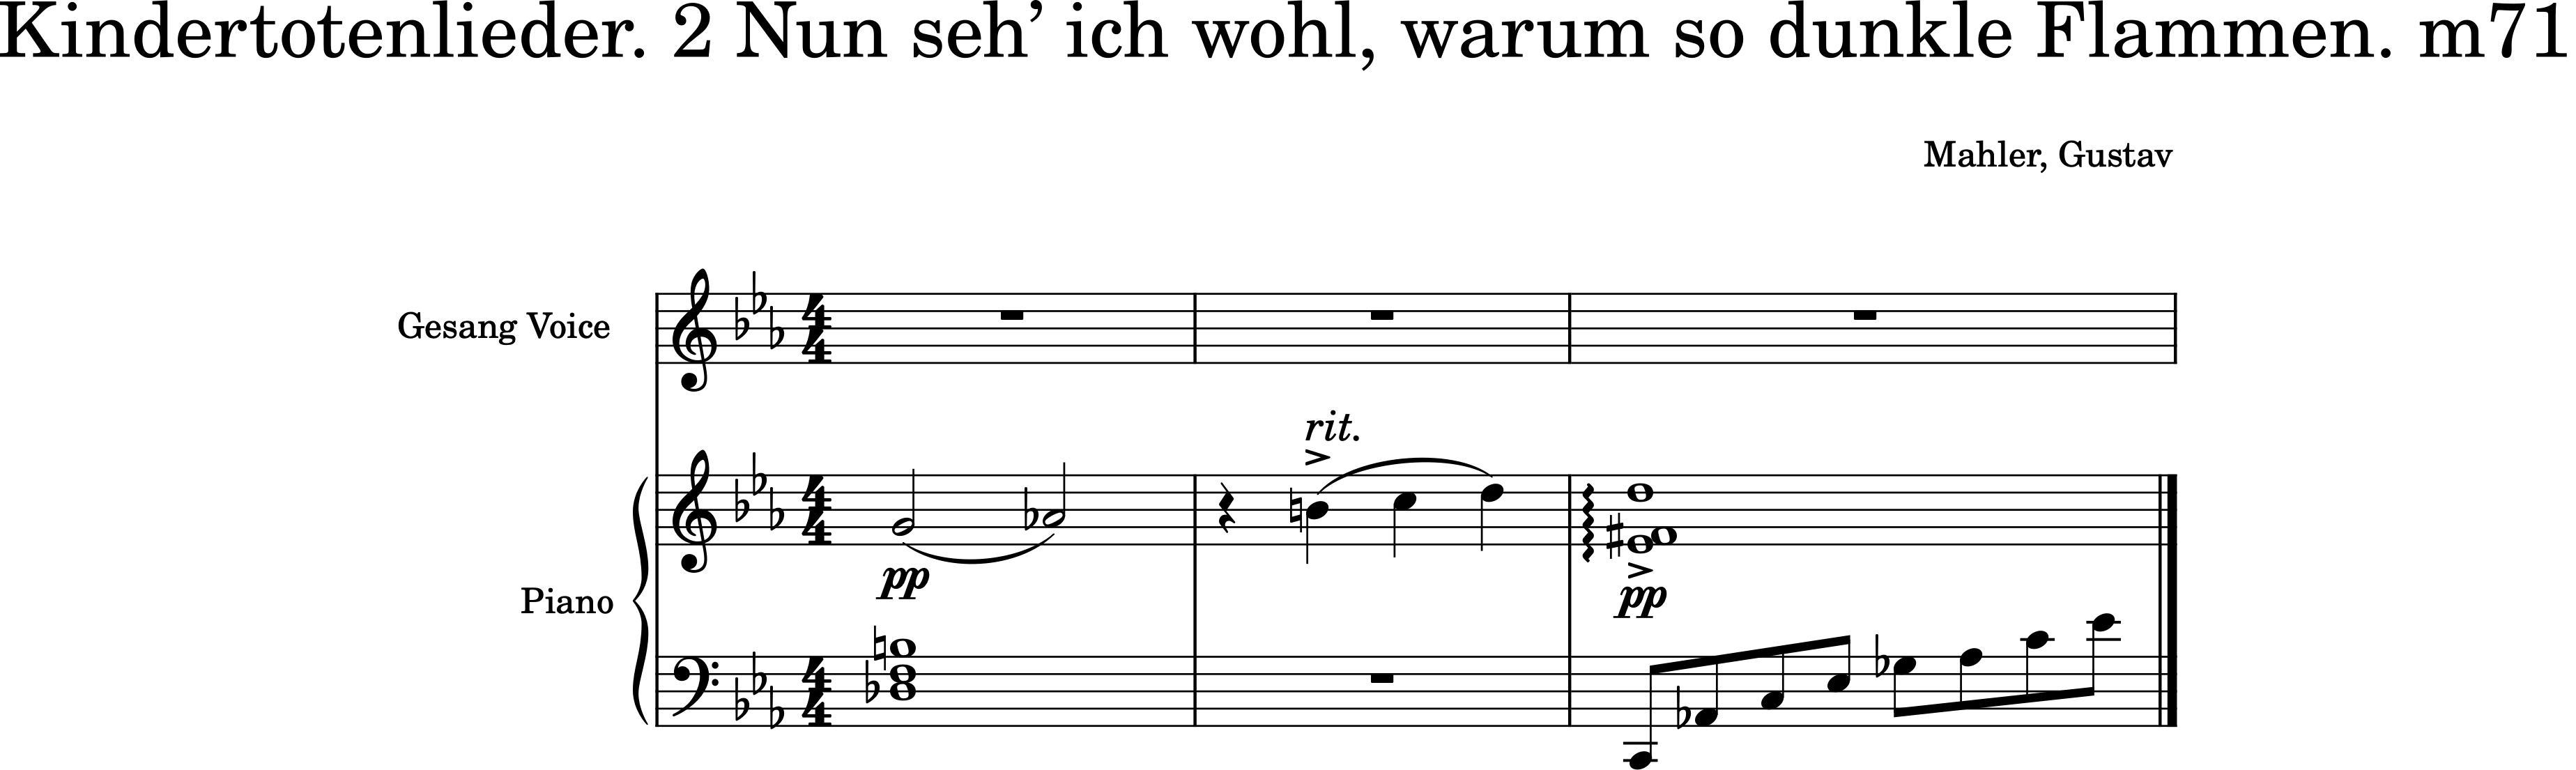 Kindertotenlieder. 2 Nun seh’ ich wohl, warum so dunkle Flammen. m71
Mahler, Gustav
Gesang Voice
rit.
pp
pp
Piano